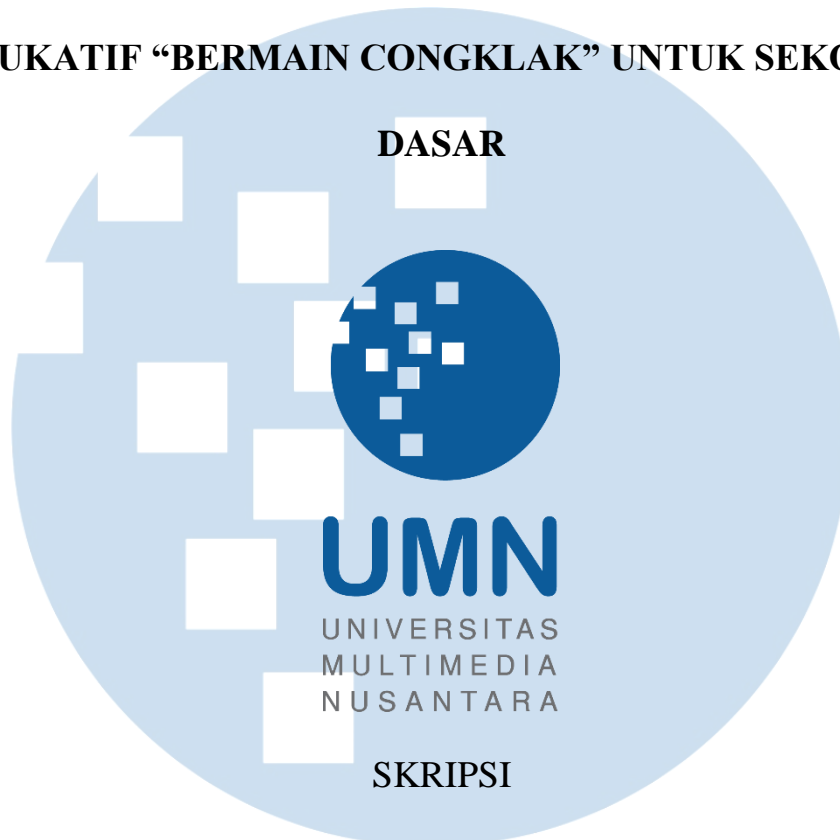 UKATIF “BERMAIN CONGKLAK” UNTUK SEKO
DASAR
UMN
UNIVERSITAS
MULTIMEDIA
NUSANTARA
SKRIPSI